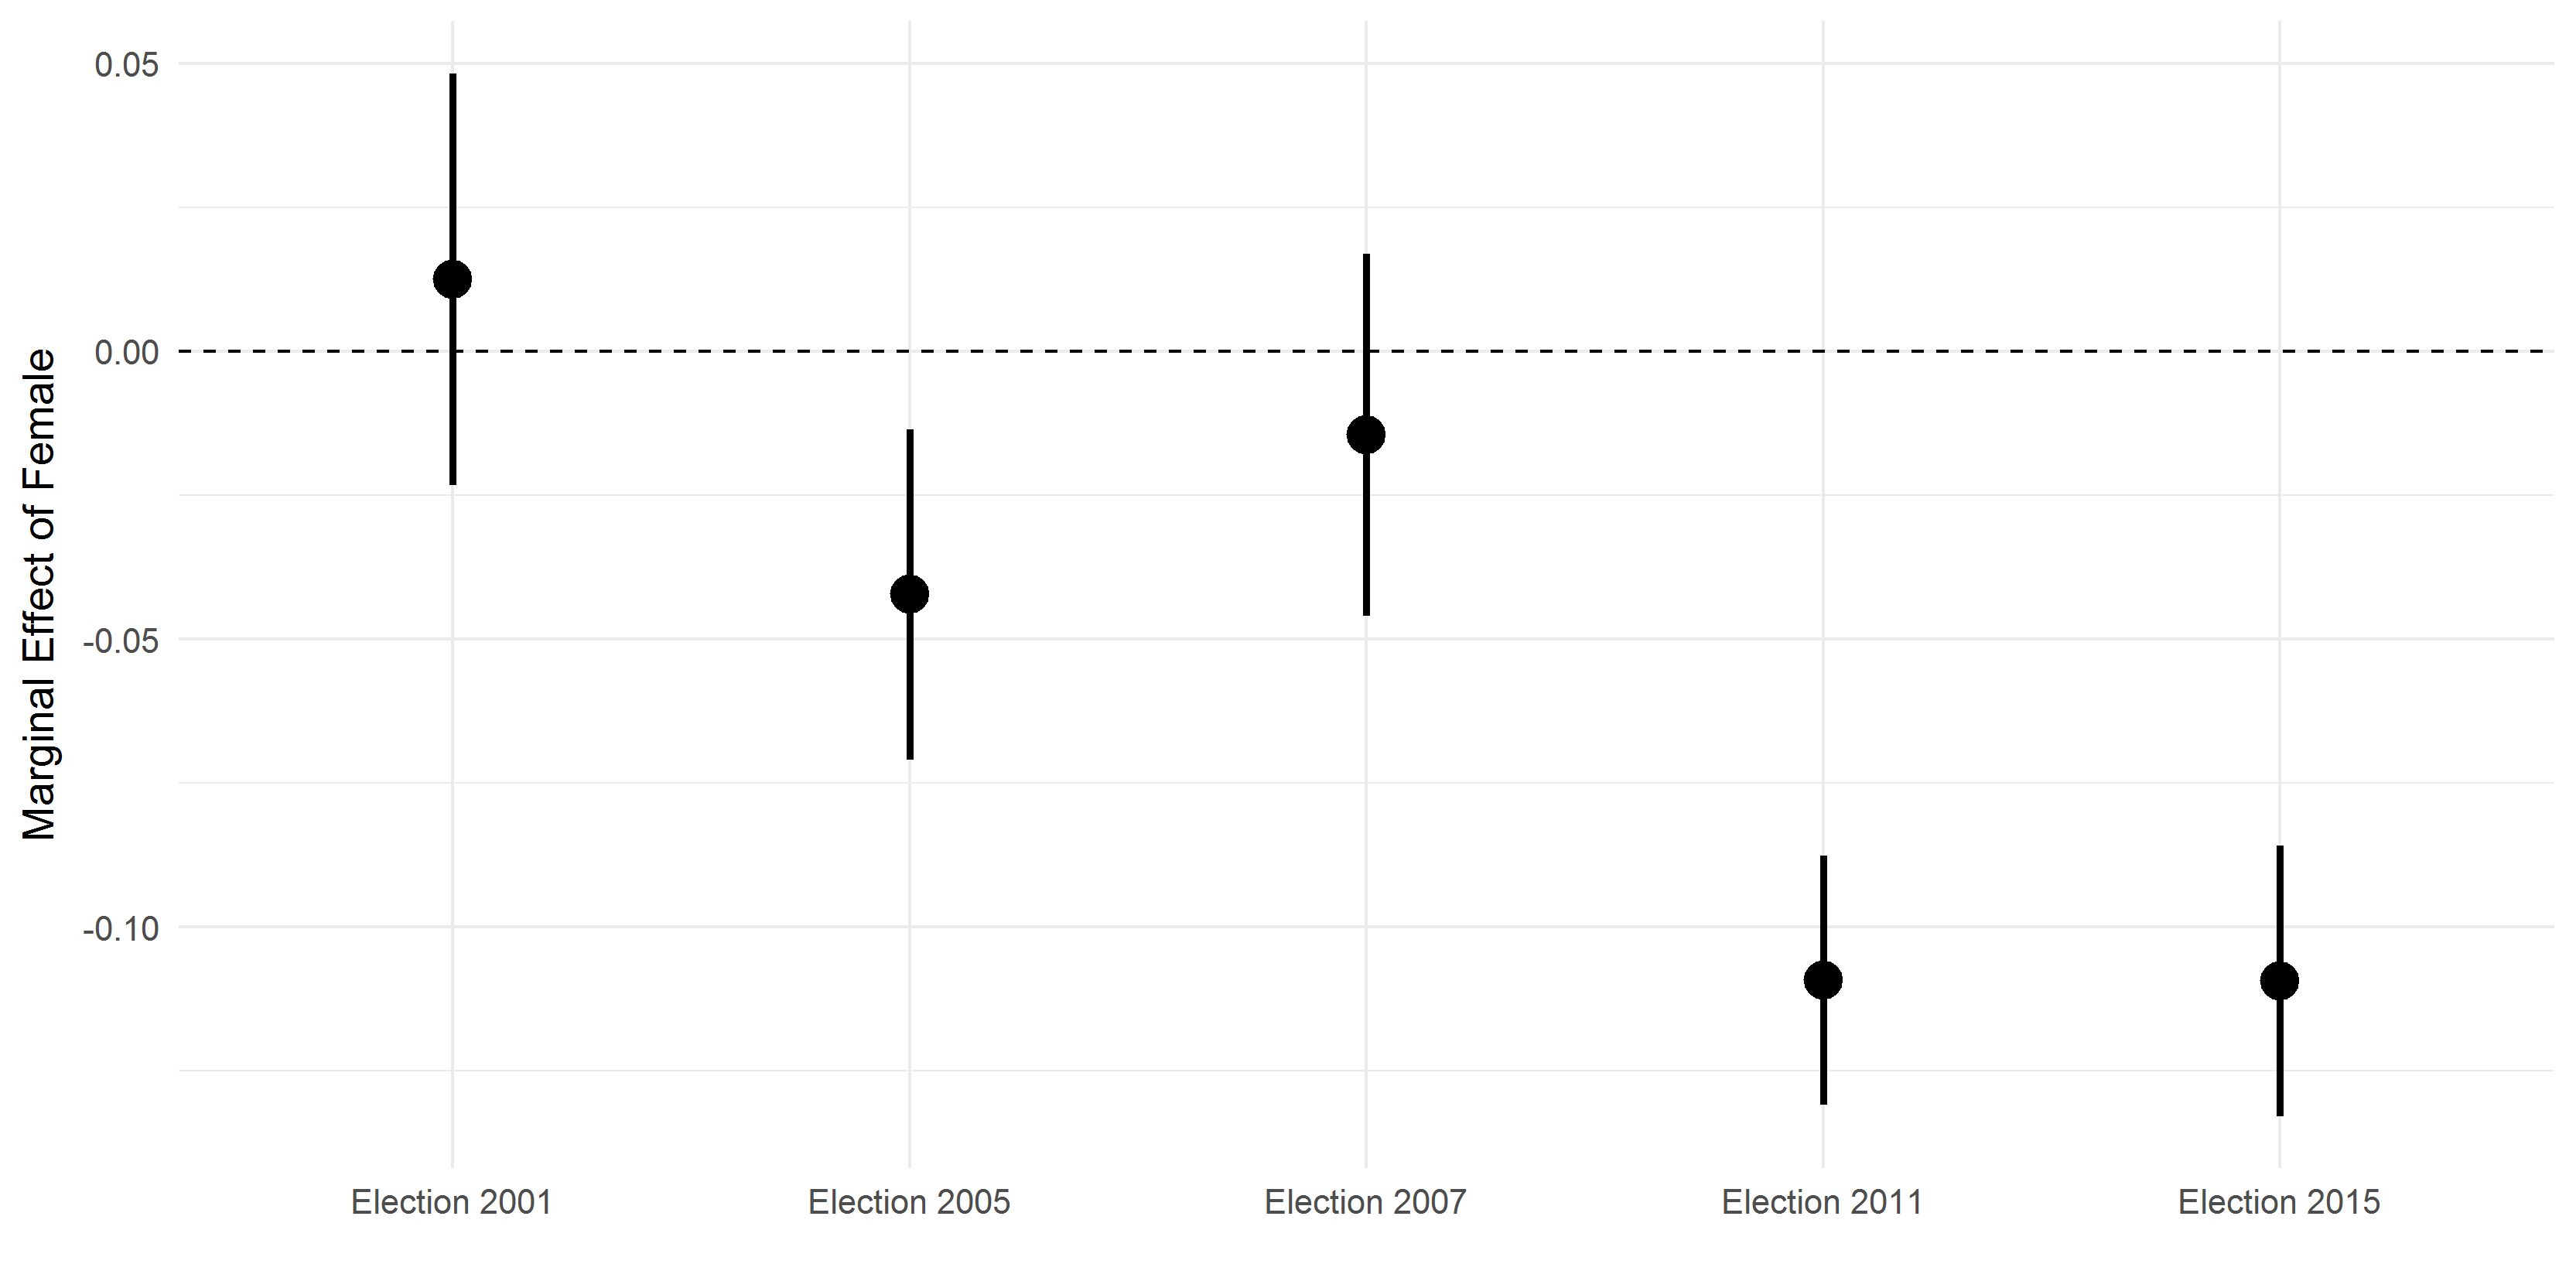 Marginal Effect of Female
0.05
0.00
-0.05
-0.10
Election 2001
Election 2005
Election 2007
Election 2011
Election 2015